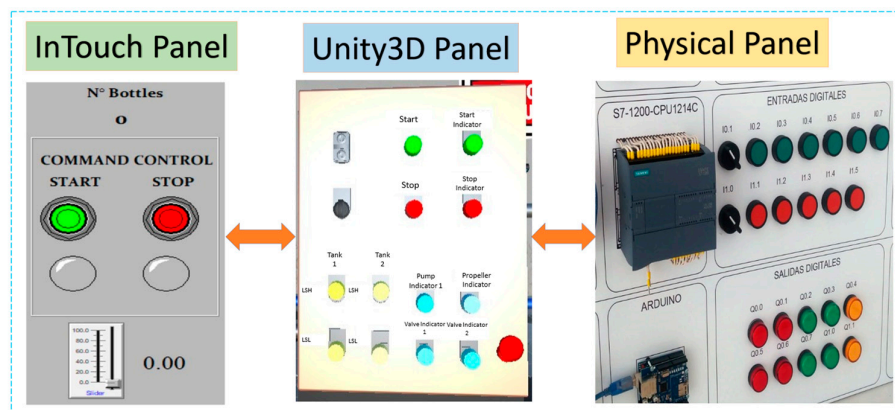 InTouch Panel
Unity3D Panel
Physical Panel
N° Bottles
0
COMMAND CONTROL
START
STOP
100.0
80.0
60.0
40.0
20.0
0.0
Slider
0.00
Start
Start
Indicator
Stop
Stop
Indicator
Tank
1
Tank
2
LSH
LSH
LSL
LSL
Pump
Indicator 1
Propeller
Indicator
Valve Indicator
1
Valve Indicator
2
S7-1200-CPU1214C
SIEMENS
ENTRADAS DIGITALES
I0.1
I0.2
I0.3
I0.4
I0.5
I0.6
I0.7
I1.0
I1.1
I1.2
I1.3
I1.4
I1.5
ARDUINO
SALIDAS DIGITALES
Q0.0
Q0.1
Q0.2
Q0.3
Q0.4
Q0.5
Q0.6
Q0.7
Q1.0
Q1.1